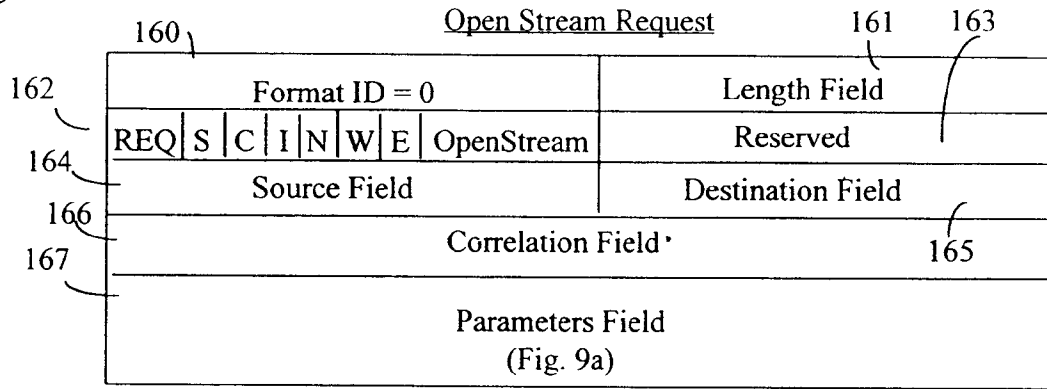 Open Stream Request
160
161
163
Format ID = 0
Length Field
162
REQ S C I N W E OpenStream
Reserved
164
Source Field
Destination Field
166
Correlation Field
165
167
Parameters Field
(Fig. 9a)